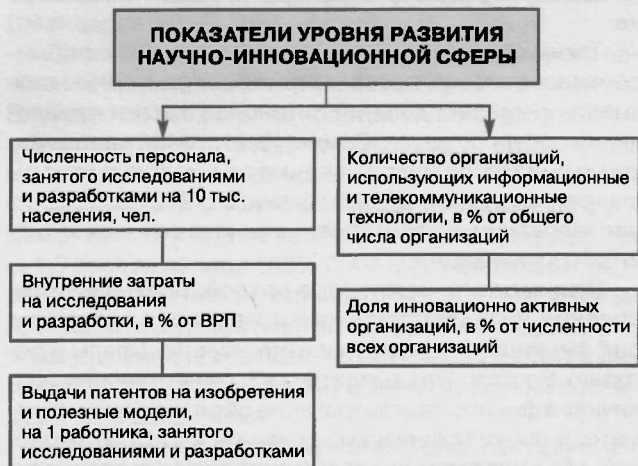 ПОКАЗАТЕЛИ УРОВНЯ РАЗВИТИЯ
НАУЧНО-ИННОВАЦИОННОЙ СФЕРЫ
Численность персонала,
занятого исследованиями
и разработками на 10 тыс.
населения, чел.
Внутренние затраты
на исследования
и разработки, в % от ВРП
Выдачи патентов на изобретения
и полезные модели,
на 1 работника, занятого
исследованиями и разработками
Количество организаций,
использующих информационные
и телекоммуникационные
технологии, в % от общего
числа организаций
Доля инновационно активных
организаций, в % от численности
всех организаций